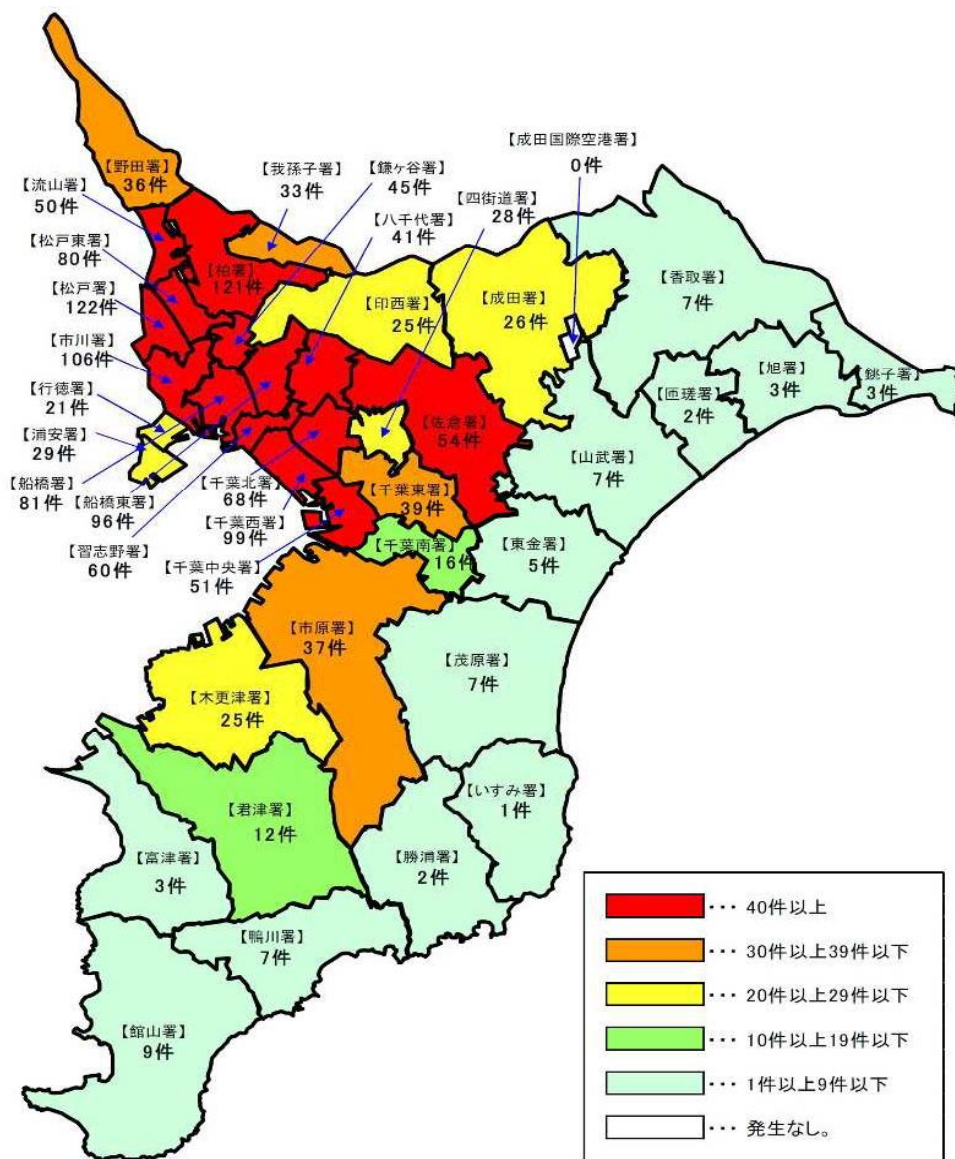 【野田署】
36件
【流山署】
50件
【松戸東署】
80件
【松戸署】
122件
【市川署】
106件
【行徳署】
21件
【浦安署】
29件
【船橋署】
81件
【船橋東署】
96件
【習志野署】
60件
【我孫子署】
33件
【鎌ヶ谷署】
45件
【八千代署】
41件
【四街道署】
28件
【成田国際空港署】
0件
【柏署】
121件
【印西署】
25件
【成田署】
26件
【香取署】
7件
【旭署】
3件
【銚子署】
3件
【匝瑳署】
2件
【山武署】
7件
【佐倉署】
54件
【千葉北署】
68件
【千葉西署】
99件
【千葉中央署】
51件
【千葉東署】
39件
【千葉南署】
16件
【東金署】
5件
【市原署】
37件
【茂原署】
7件
【木更津署】
25件
【いすみ署】
1件
【君津署】
12件
【勝浦署】
2件
【富津署】
3件
【鴨川署】
7件
【館山署】
9件
・・・ 40件以上
・・・ 30件以上39件以下
・・・ 20件以上29件以下
・・・ 10件以上19件以下
・・・ 1件以上9件以下
・・・ 発生なし。